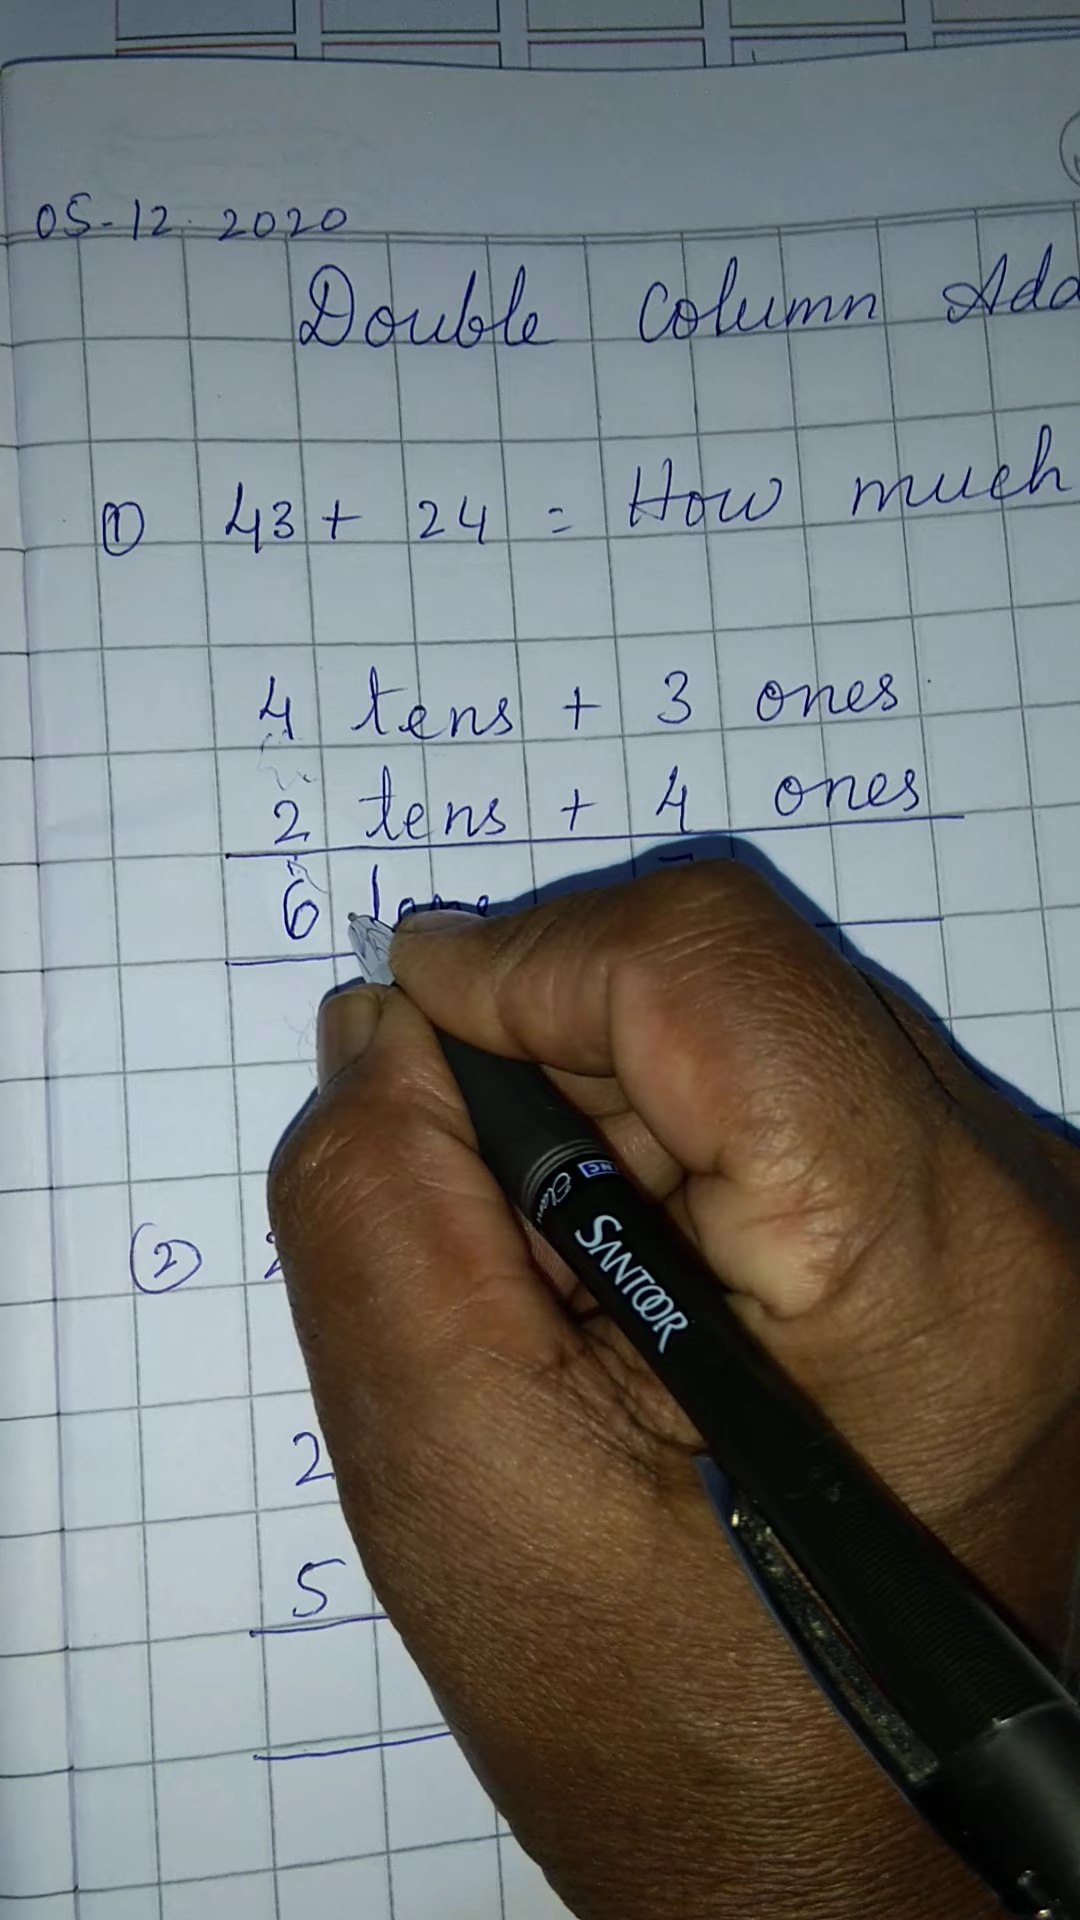 05-12-2020
Double Column Add
① 43 + 24 = How much
4 tens + 3 ones
2 tens + 4 ones
6 tens
②
2
5
SANTOOR